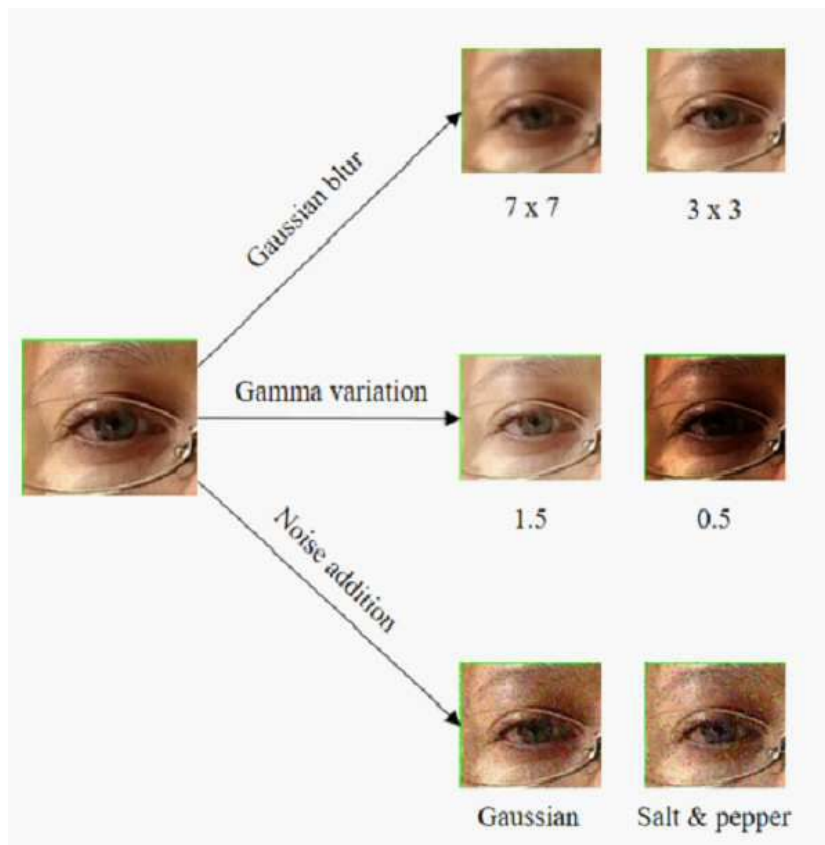 Gaussian blur
7 x 7
3 x 3
Gamma variation
1.5
0.5
Noise addition
Gaussian
Salt & pepper